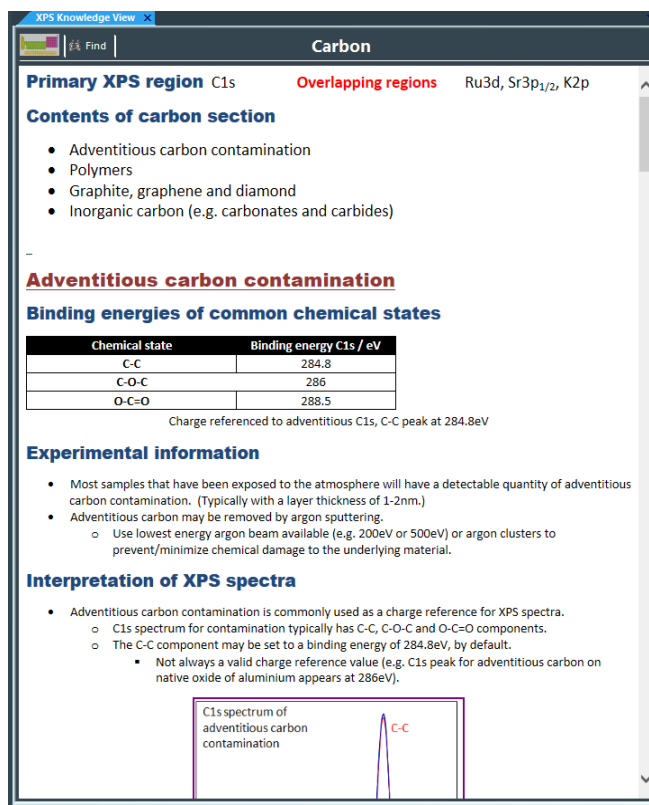 XPS Knowledge View ×
Find
Carbon
Primary XPS region C1s Overlapping regions Ru3d, Sr3p1/2, K2p
Contents of carbon section
• Adventitious carbon contamination
• Polymers
• Graphite, graphene and diamond
• Inorganic carbon (e.g. carbonates and carbides)
Adventitious carbon contamination
Binding energies of common chemical states
Chemical state Binding energy C1s / eV
C-C 284.8
C-O-C 286
O-C=O 288.5
Charge referenced to adventitious C1s, C-C peak at 284.8eV
Experimental information
• Most samples that have been exposed to the atmosphere will have a detectable quantity of adventitious
carbon contamination. (Typically with a layer thickness of 1-2nm.)
• Adventitious carbon may be removed by argon sputtering.
o Use lowest energy argon beam available (e.g. 200eV or 500eV) or argon clusters to
prevent/minimize chemical damage to the underlying material.
Interpretation of XPS spectra
• Adventitious carbon contamination is commonly used as a charge reference for XPS spectra.
o C1s spectrum for contamination typically has C-C, C-O-C and O-C=O components.
o The C-C component may be set to a binding energy of 284.8eV, by default.
▪ Not always a valid charge reference value (e.g. C1s peak for adventitious carbon on
native oxide of aluminium appears at 286eV).
C1s spectrum of
adventitious carbon
contamination
C-C